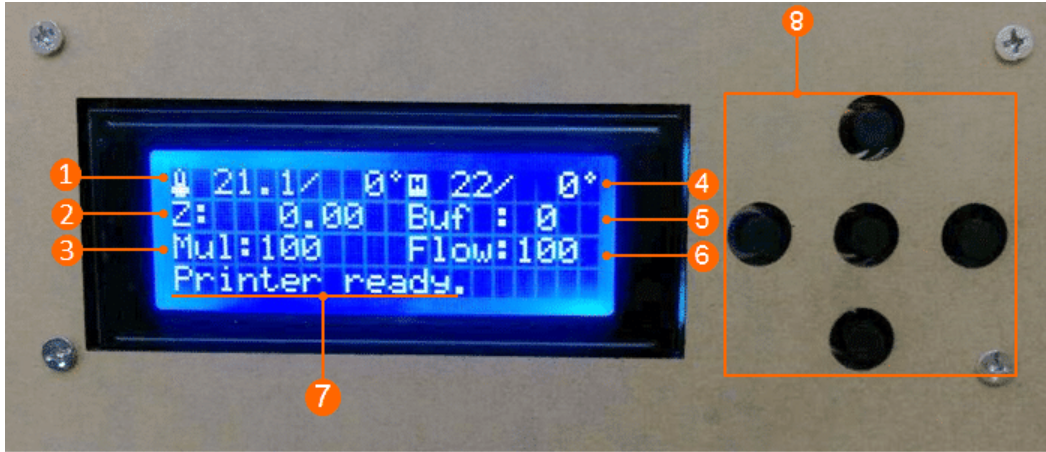 8
1 21.1/ 0° 22/ 0° 4
2 Z: 0.00 Buf : 0 5
3 Mul:100 Flow:100 6
Printer ready.
7